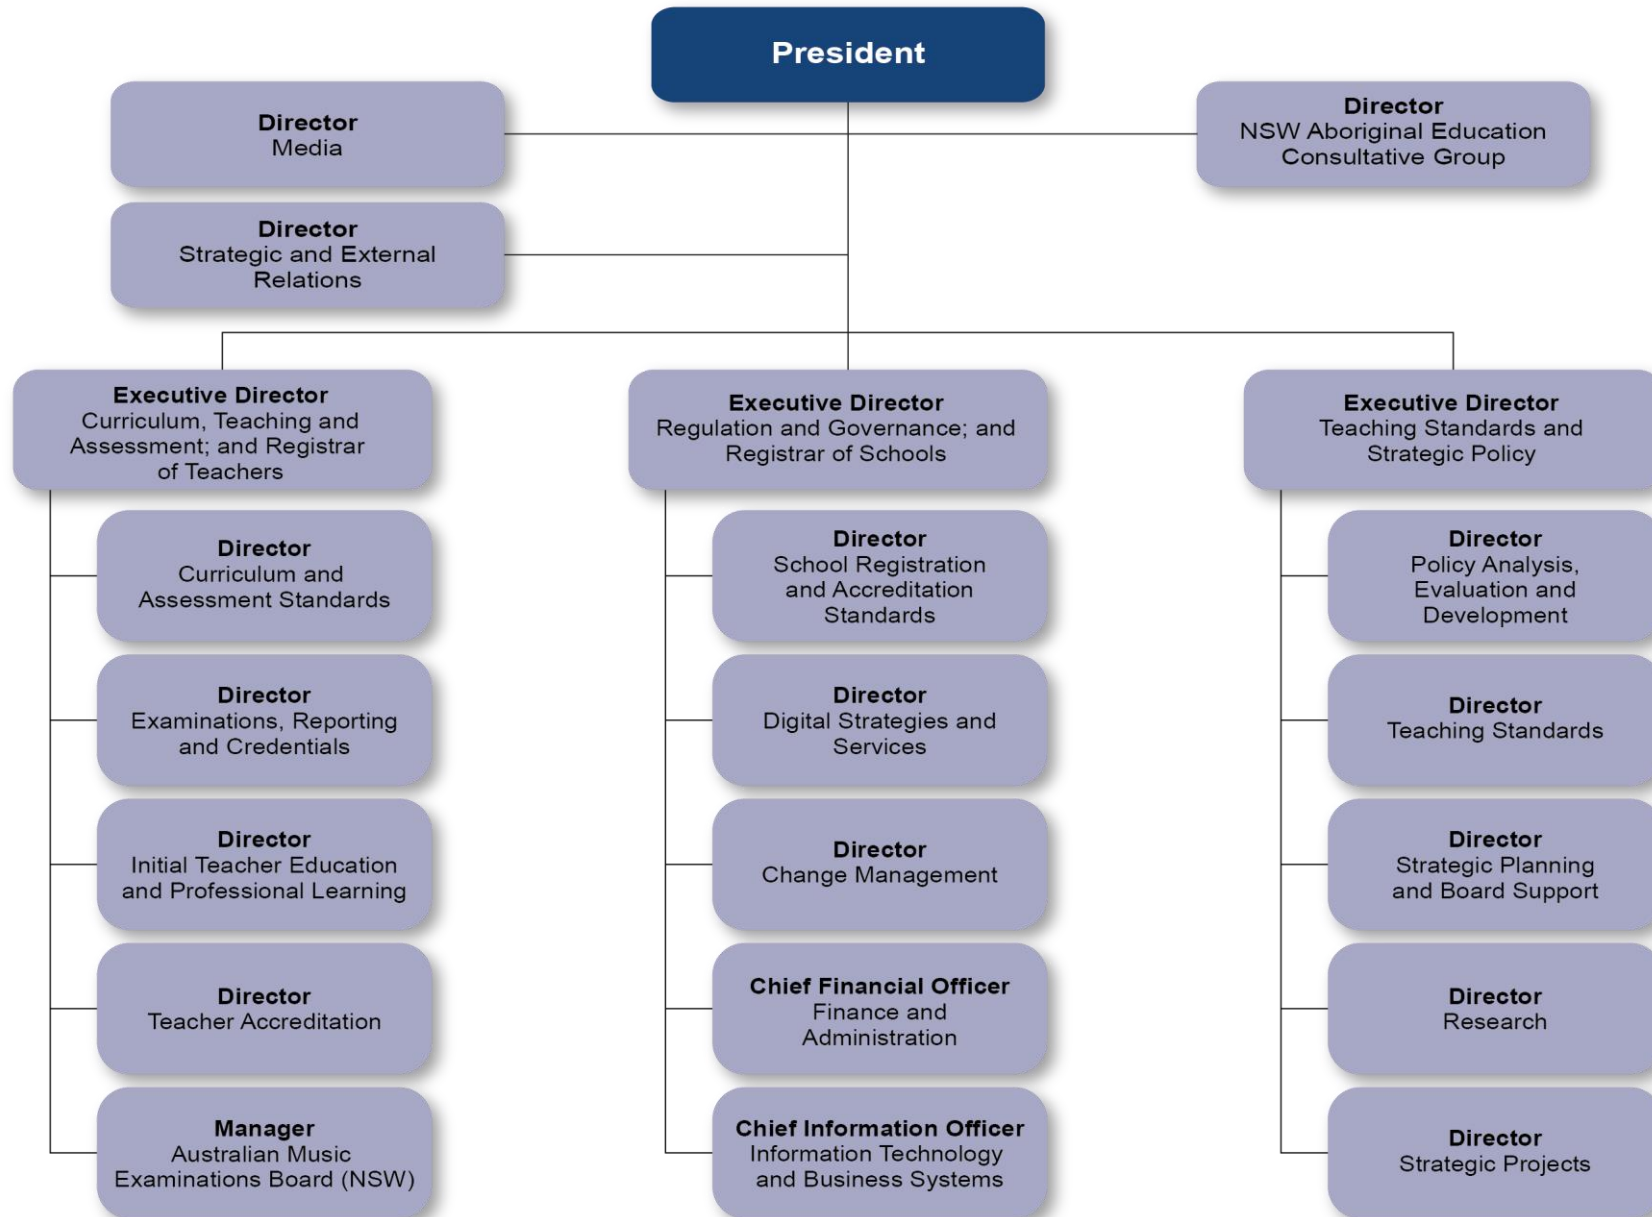 President
Director
Media
Director
NSW Aboriginal Education
Consultative Group
Director
Strategic and External
Relations
Executive Director
Curriculum, Teaching and
Assessment; and Registrar
of Teachers
Director
Curriculum and
Assessment Standards
Director
Examinations, Reporting
and Credentials
Director
Initial Teacher Education
and Professional Learning
Director
Teacher Accreditation
Manager
Australian Music
Examinations Board (NSW)
Executive Director
Regulation and Governance; and
Registrar of Schools
Director
School Registration
and Accreditation
Standards
Director
Digital Strategies and
Services
Director
Change Management
Chief Financial Officer
Finance and
Administration
Chief Information Officer
Information Technology
and Business Systems
Executive Director
Teaching Standards and
Strategic Policy
Director
Policy Analysis,
Evaluation and
Development
Director
Teaching Standards
Director
Strategic Planning
and Board Support
Director
Research
Director
Strategic Projects